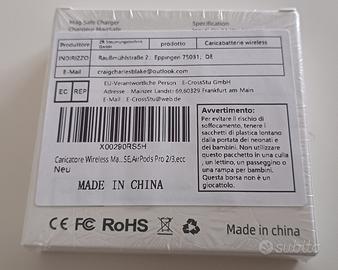 Mag-Safe Charger
Specification
Chargeur MagSafe
Produttore
GmbH
prodotto
Caricabatterie wireless
INDIRIZZO
Raußmühlstraße 2, Eppingen 75031, DE
E-Mail
craigcharlesblake@outlook.com
EC REP
EU-Verantwortliche Person : E-CrossStu GmbH
Adresse : Mainzer Landstr.69,60329 Frankfurt am Main
E-Mail : E-CrossStu@web.de
X00290RS5H
Caricatore Wireless Ma...SE,AirPods Pro 2/3,ecc
Neu
MADE IN CHINA
Avvertimento:
Per evitare il rischio di
soffocamento, tenere i
sacchetti di plastica lontano
dalla portata dei neonati e
dei bambini. Non utilizzare
questo pacchetto in una culla
, un lettino, un passeggino o
una rampa per bambini.
Questa borsa non è un
giocattolo.
CE FC RoHS
Made in china
subito